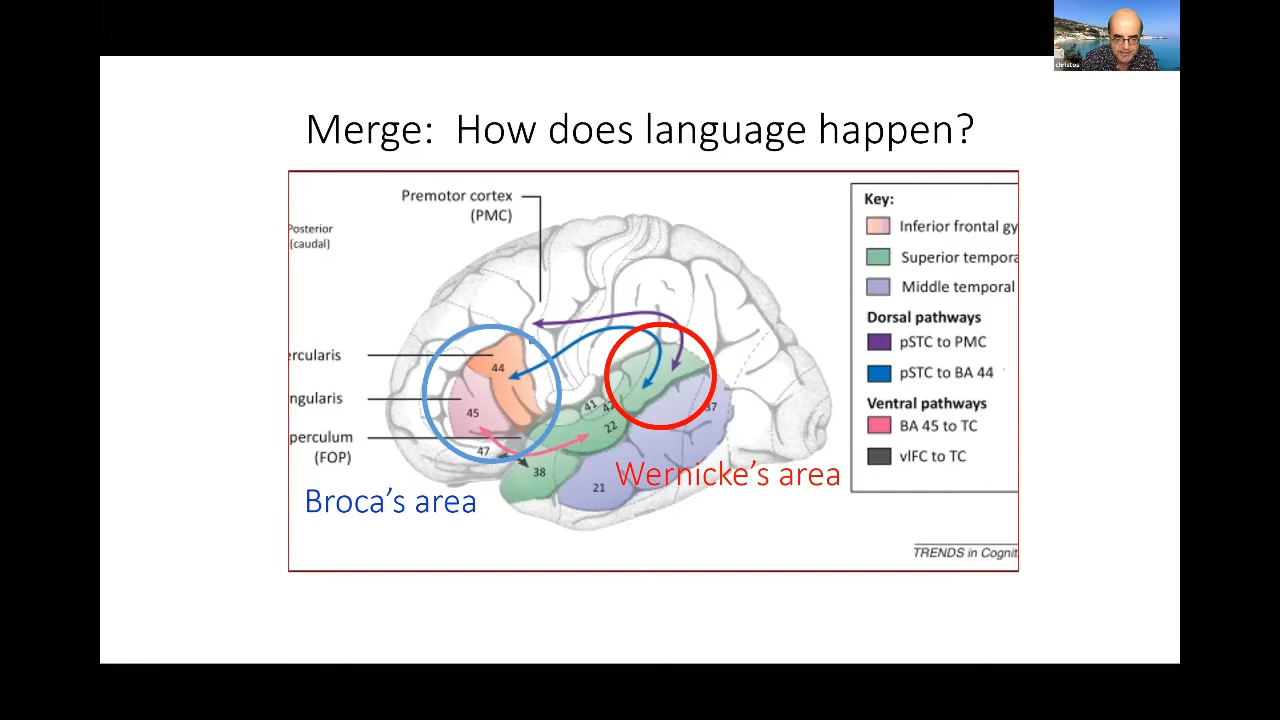 christos
Merge: How does language happen?
Premotor cortex
(PMC)
Posterior
(caudal)
ercularis
ngularis
perculum
(FOP)
44
45
47
41
42
22
38
21
37
Broca's area
Wernicke's area
Key:
Inferior frontal gy
Superior tempora
Middle temporal
Dorsal pathways
pSTC to PMC
pSTC to BA 44
Ventral pathways
BA 45 to TC
vIFC to TC
TRENDS in Cognit